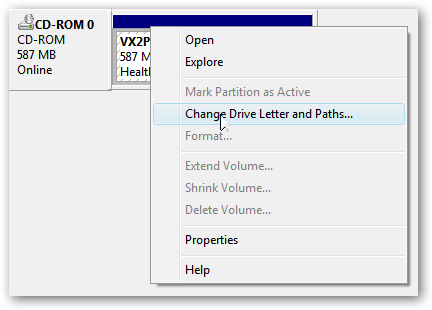 CD-ROM 0
CD-ROM
587 MB
Online
VX2P
587 M
Health
Open
Explore
Mark Partition as Active
Change Drive Letter and Paths...
Format...
Extend Volume...
Shrink Volume...
Delete Volume...
Properties
Help